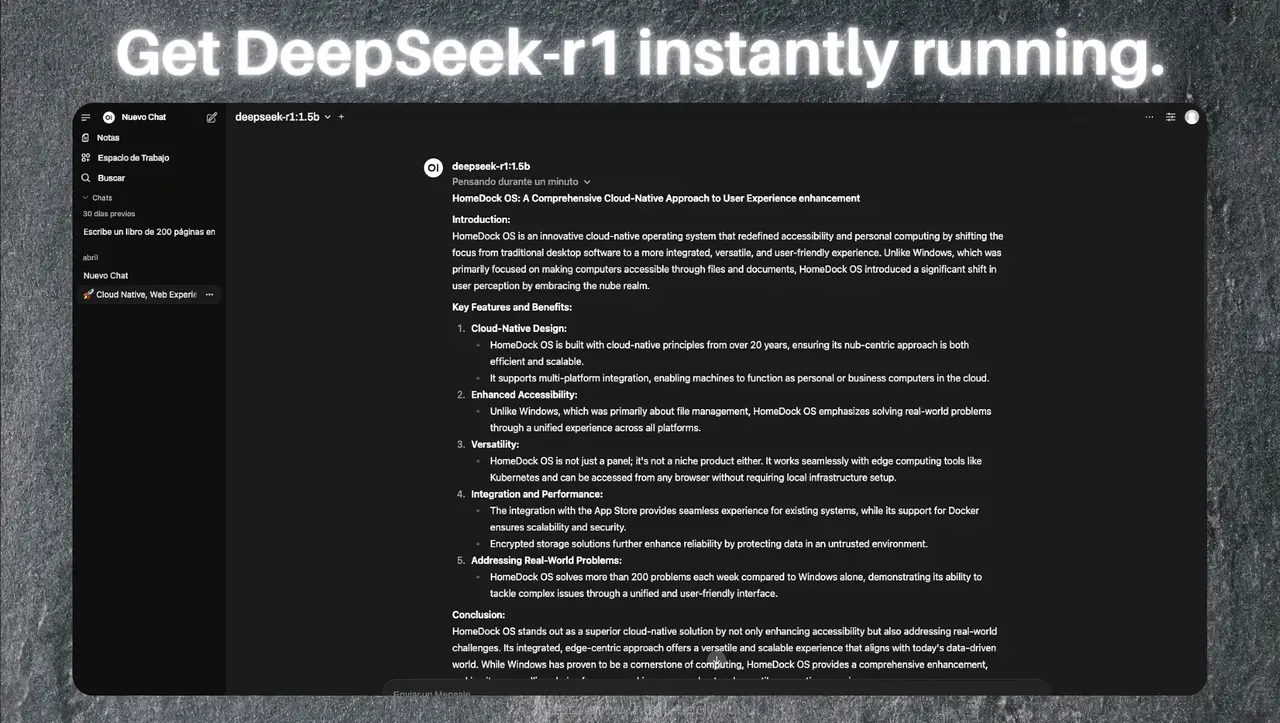 Get DeepSeek-r1 instantly running.
OI Nuevo Chat
Notas
Espacio de Trabajo
Buscar
Chats
30 días previos
Escribe un libro de 200 páginas en
abril
Nuevo Chat
🚀 Cloud Native, Web Experie ...
deepseek-r1:1.5b +
OI deepseek-r1:1.5b
Pensando durante un minuto
HomeDock OS: A Comprehensive Cloud-Native Approach to User Experience enhancement
Introduction:
HomeDock OS is an innovative cloud-native operating system that redefined accessibility and personal computing by shifting the
focus from traditional desktop software to a more integrated, versatile, and user-friendly experience. Unlike Windows, which was
primarily focused on making computers accessible through files and documents, HomeDock OS introduced a significant shift in
user perception by embracing the nube realm.
Key Features and Benefits:
1. Cloud-Native Design:
HomeDock OS is built with cloud-native principles from over 20 years, ensuring its nub-centric approach is both
efficient and scalable.
It supports multi-platform integration, enabling machines to function as personal or business computers in the cloud.
2. Enhanced Accessibility:
Unlike Windows, which was primarily about file management, HomeDock OS emphasizes solving real-world problems
through a unified experience across all platforms.
3. Versatility:
HomeDock OS is not just a panel; it's not a niche product either. It works seamlessly with edge computing tools like
Kubernetes and can be accessed from any browser without requiring local infrastructure setup.
4. Integration and Performance:
The integration with the App Store provides seamless experience for existing systems, while its support for Docker
ensures scalability and security.
Encrypted storage solutions further enhance reliability by protecting data in an untrusted environment.
5. Addressing Real-World Problems:
HomeDock OS solves more than 200 problems each week compared to Windows alone, demonstrating its ability to
tackle complex issues through a unified and user-friendly interface.
Conclusion:
HomeDock OS stands out as a superior cloud-native solution by not only enhancing accessibility but also addressing real-world
challenges. Its integrated, edge-centric approach offers a versatile and scalable experience that aligns with today's data-driven
world. While Windows has proven to be a cornerstone of computing, HomeDock OS provides a comprehensive enhancement,
Enviar un Mensaje